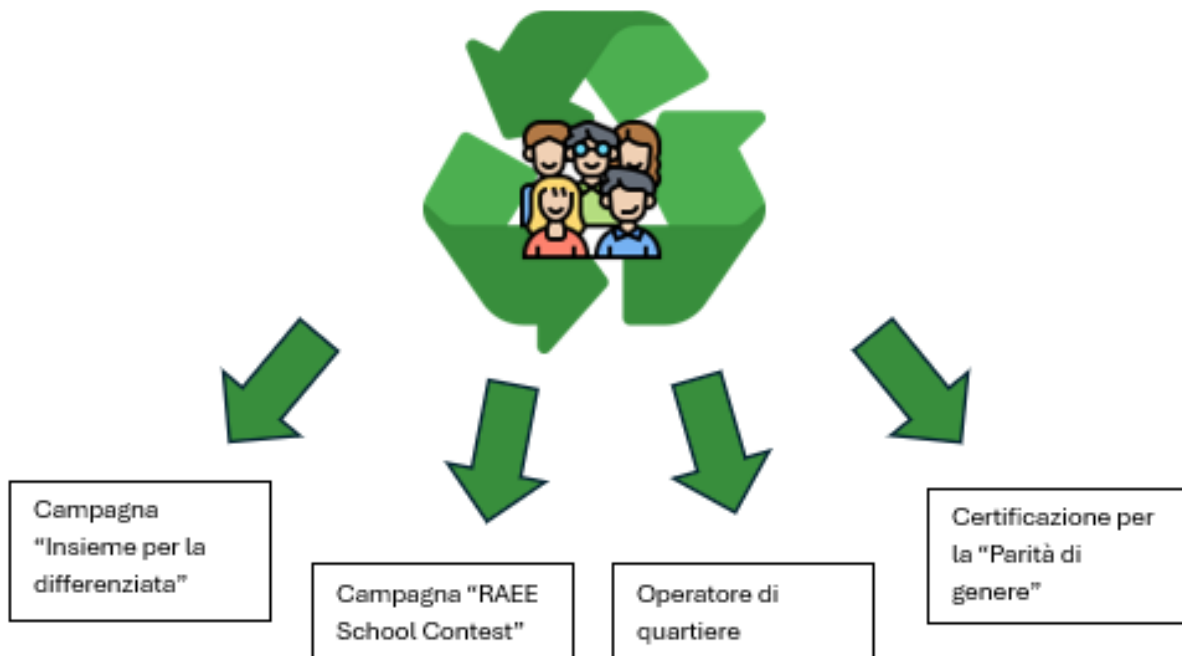 Campagna
“Insieme per la
differenziata”
Campagna “RAEE
School Contest”
Operatore di
quartiere
Certificazione per
la “Parità di
genere”